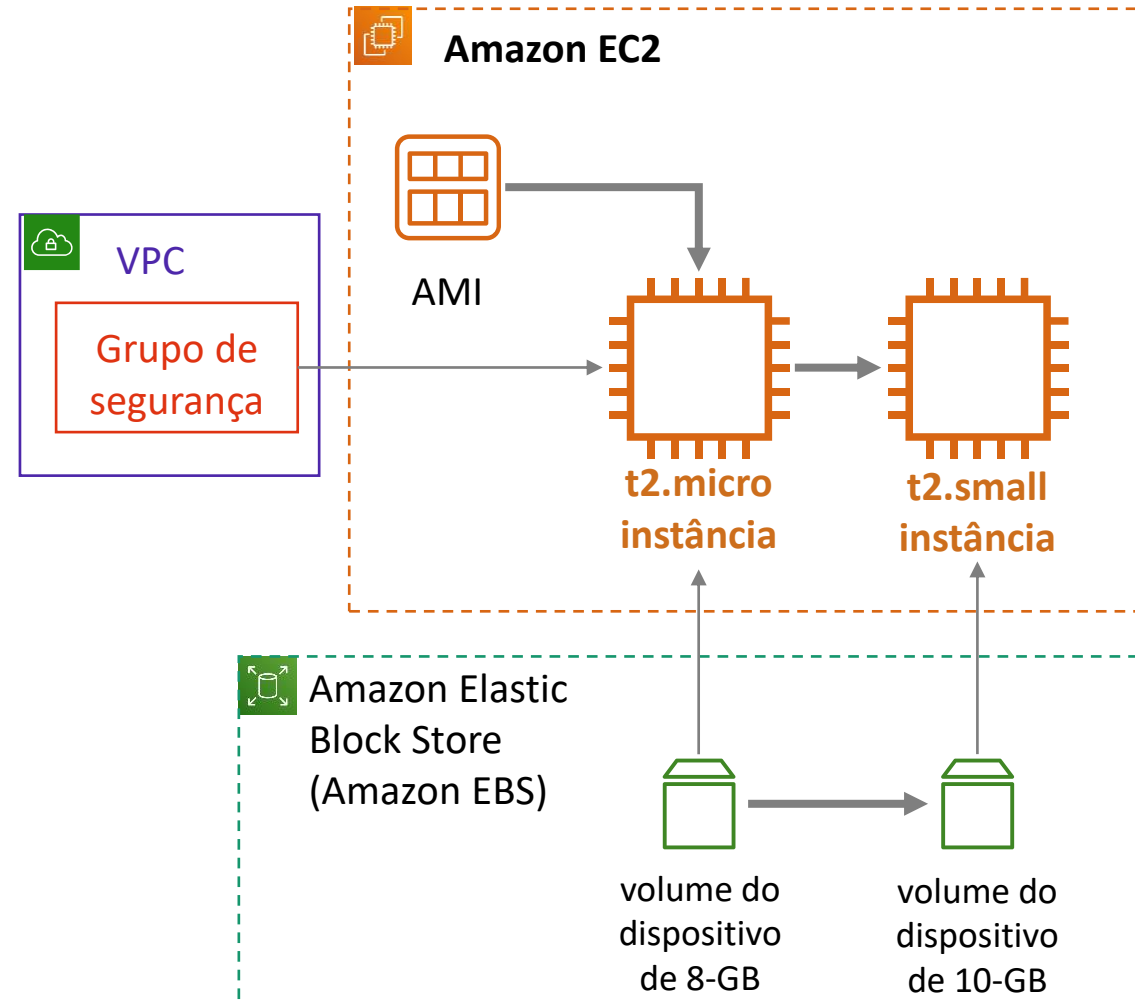 Amazon EC2
AMI
VPC
Grupo de
segurança
t2.micro
instância
t2.small
instância
Amazon Elastic
Block Store
(Amazon EBS)
volume do
dispositivo
de 8-GB
volume do
dispositivo
de 10-GB